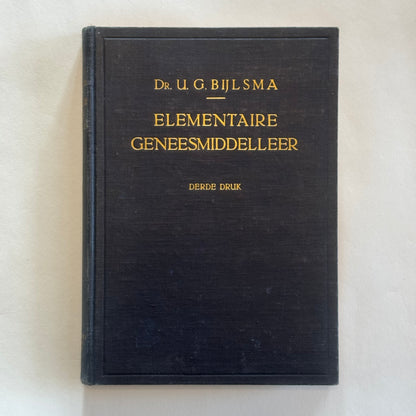 Dr. U. G. BIJLSMA
ELEMENTAIRE
GENEESMIDDELLEER
DERDE DRUK